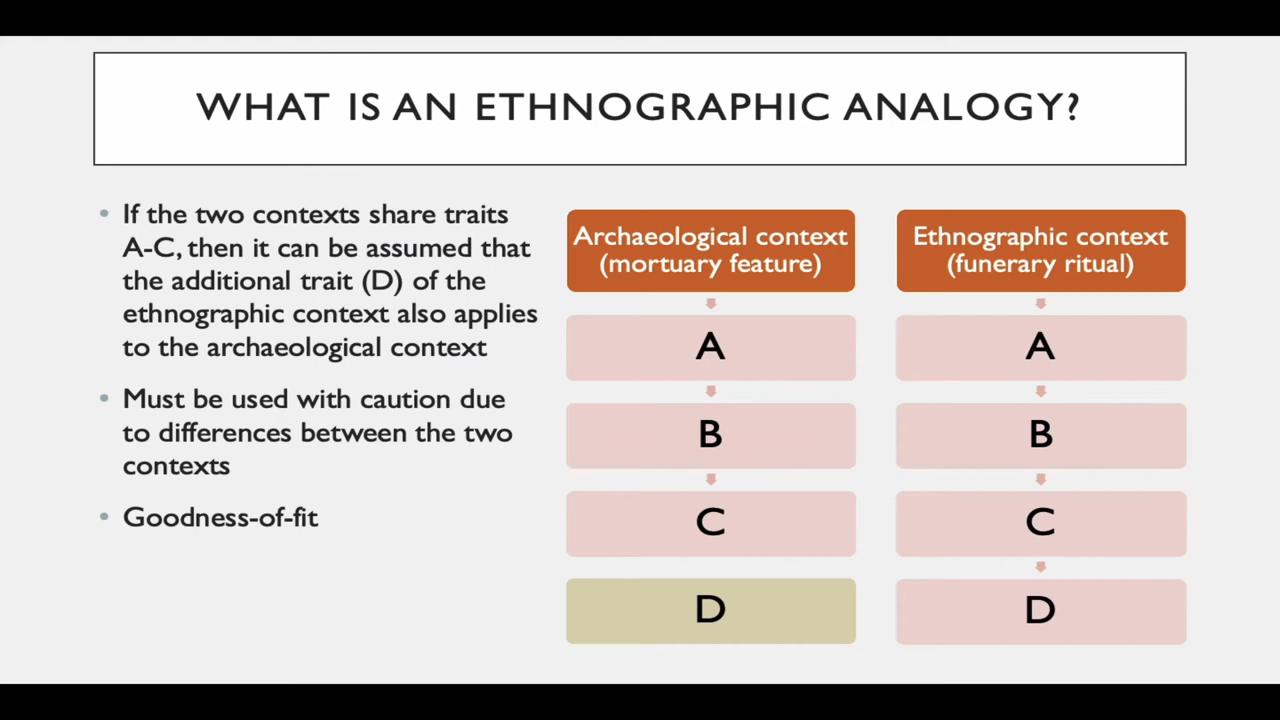 WHAT IS AN ETHNOGRAPHIC ANALOGY?
• If the two contexts share traits
A-C, then it can be assumed that
the additional trait (D) of the
ethnographic context also applies
to the archaeological context
• Must be used with caution due
to differences between the two
contexts
• Goodness-of-fit
Archaeological context
(mortuary feature)
A
B
C
D
Ethnographic context
(funerary ritual)
A
B
C
D